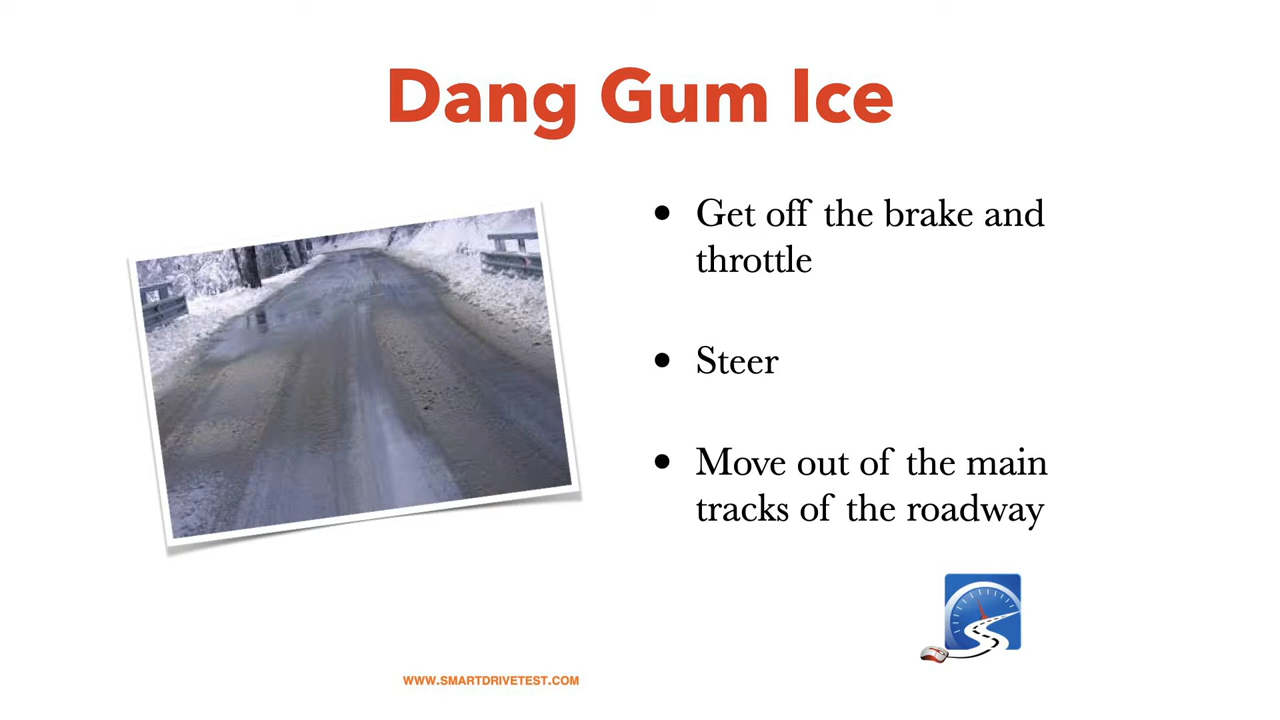 Dang Gum Ice
• Get off the brake and
throttle
• Steer
• Move out of the main
tracks of the roadway
WWW.SMARTDRIVETEST.COM